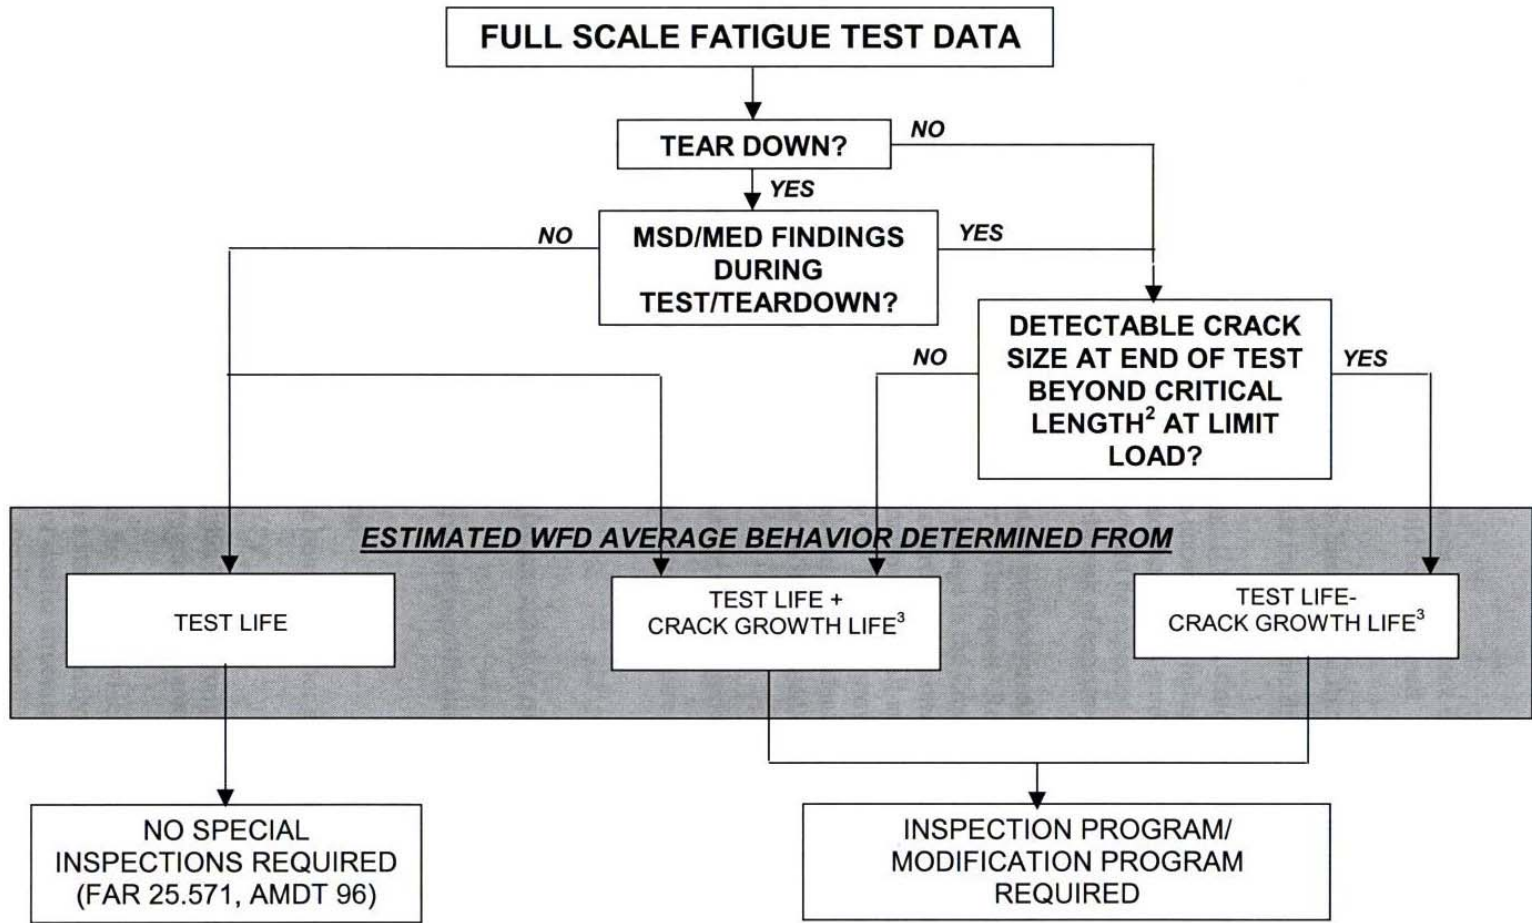 FULL SCALE FATIGUE TEST DATA
TEAR DOWN?
NO
YES
NO
MSD/MED FINDINGS
DURING
TEST/TEARDOWN?
YES
NO
DETECTABLE CRACK
SIZE AT END OF TEST
BEYOND CRITICAL
LENGTH² AT LIMIT
LOAD?
YES
ESTIMATED WFD AVERAGE BEHAVIOR DETERMINED FROM
TEST LIFE
TEST LIFE +
CRACK GROWTH LIFE³
TEST LIFE-
CRACK GROWTH LIFE³
NO SPECIAL
INSPECTIONS REQUIRED
(FAR 25.571, AMDT 96)
INSPECTION PROGRAM/
MODIFICATION PROGRAM
REQUIRED